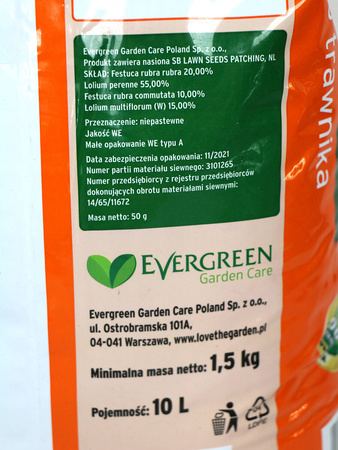 Evergreen Garden Care Poland Sp. z o.o.,
Produkt zawiera nasiona SB LAWN SEEDS PATCHING, NL
SKŁAD: Festuca rubra rubra 20,00%
Lolium perenne 55,00%
Festuca rubra commutata 10,00%
Lolium multiflorum (W) 15,00%
Przeznaczenie: niepastewne
Jakość WE
Małe opakowanie WE typu A
Data zabezpieczenia opakowania: 11/2021
Numer partii materiału siewnego: 3101265
Numer przedsiębiorcy z rejestru przedsiębiorców
dokonujących obrotu materiałami siewnymi:
14/65/11672
Masa netto: 50 g
trawnika
EVERGREEN
Garden Care
Evergreen Garden Care Poland Sp. z o.o.,
ul. Ostrobramska 101A,
04-041 Warszawa, www.lovethegarden.pl
Minimalna masa netto: 1,5 kg
Pojemność: 10 L
04
LDPE